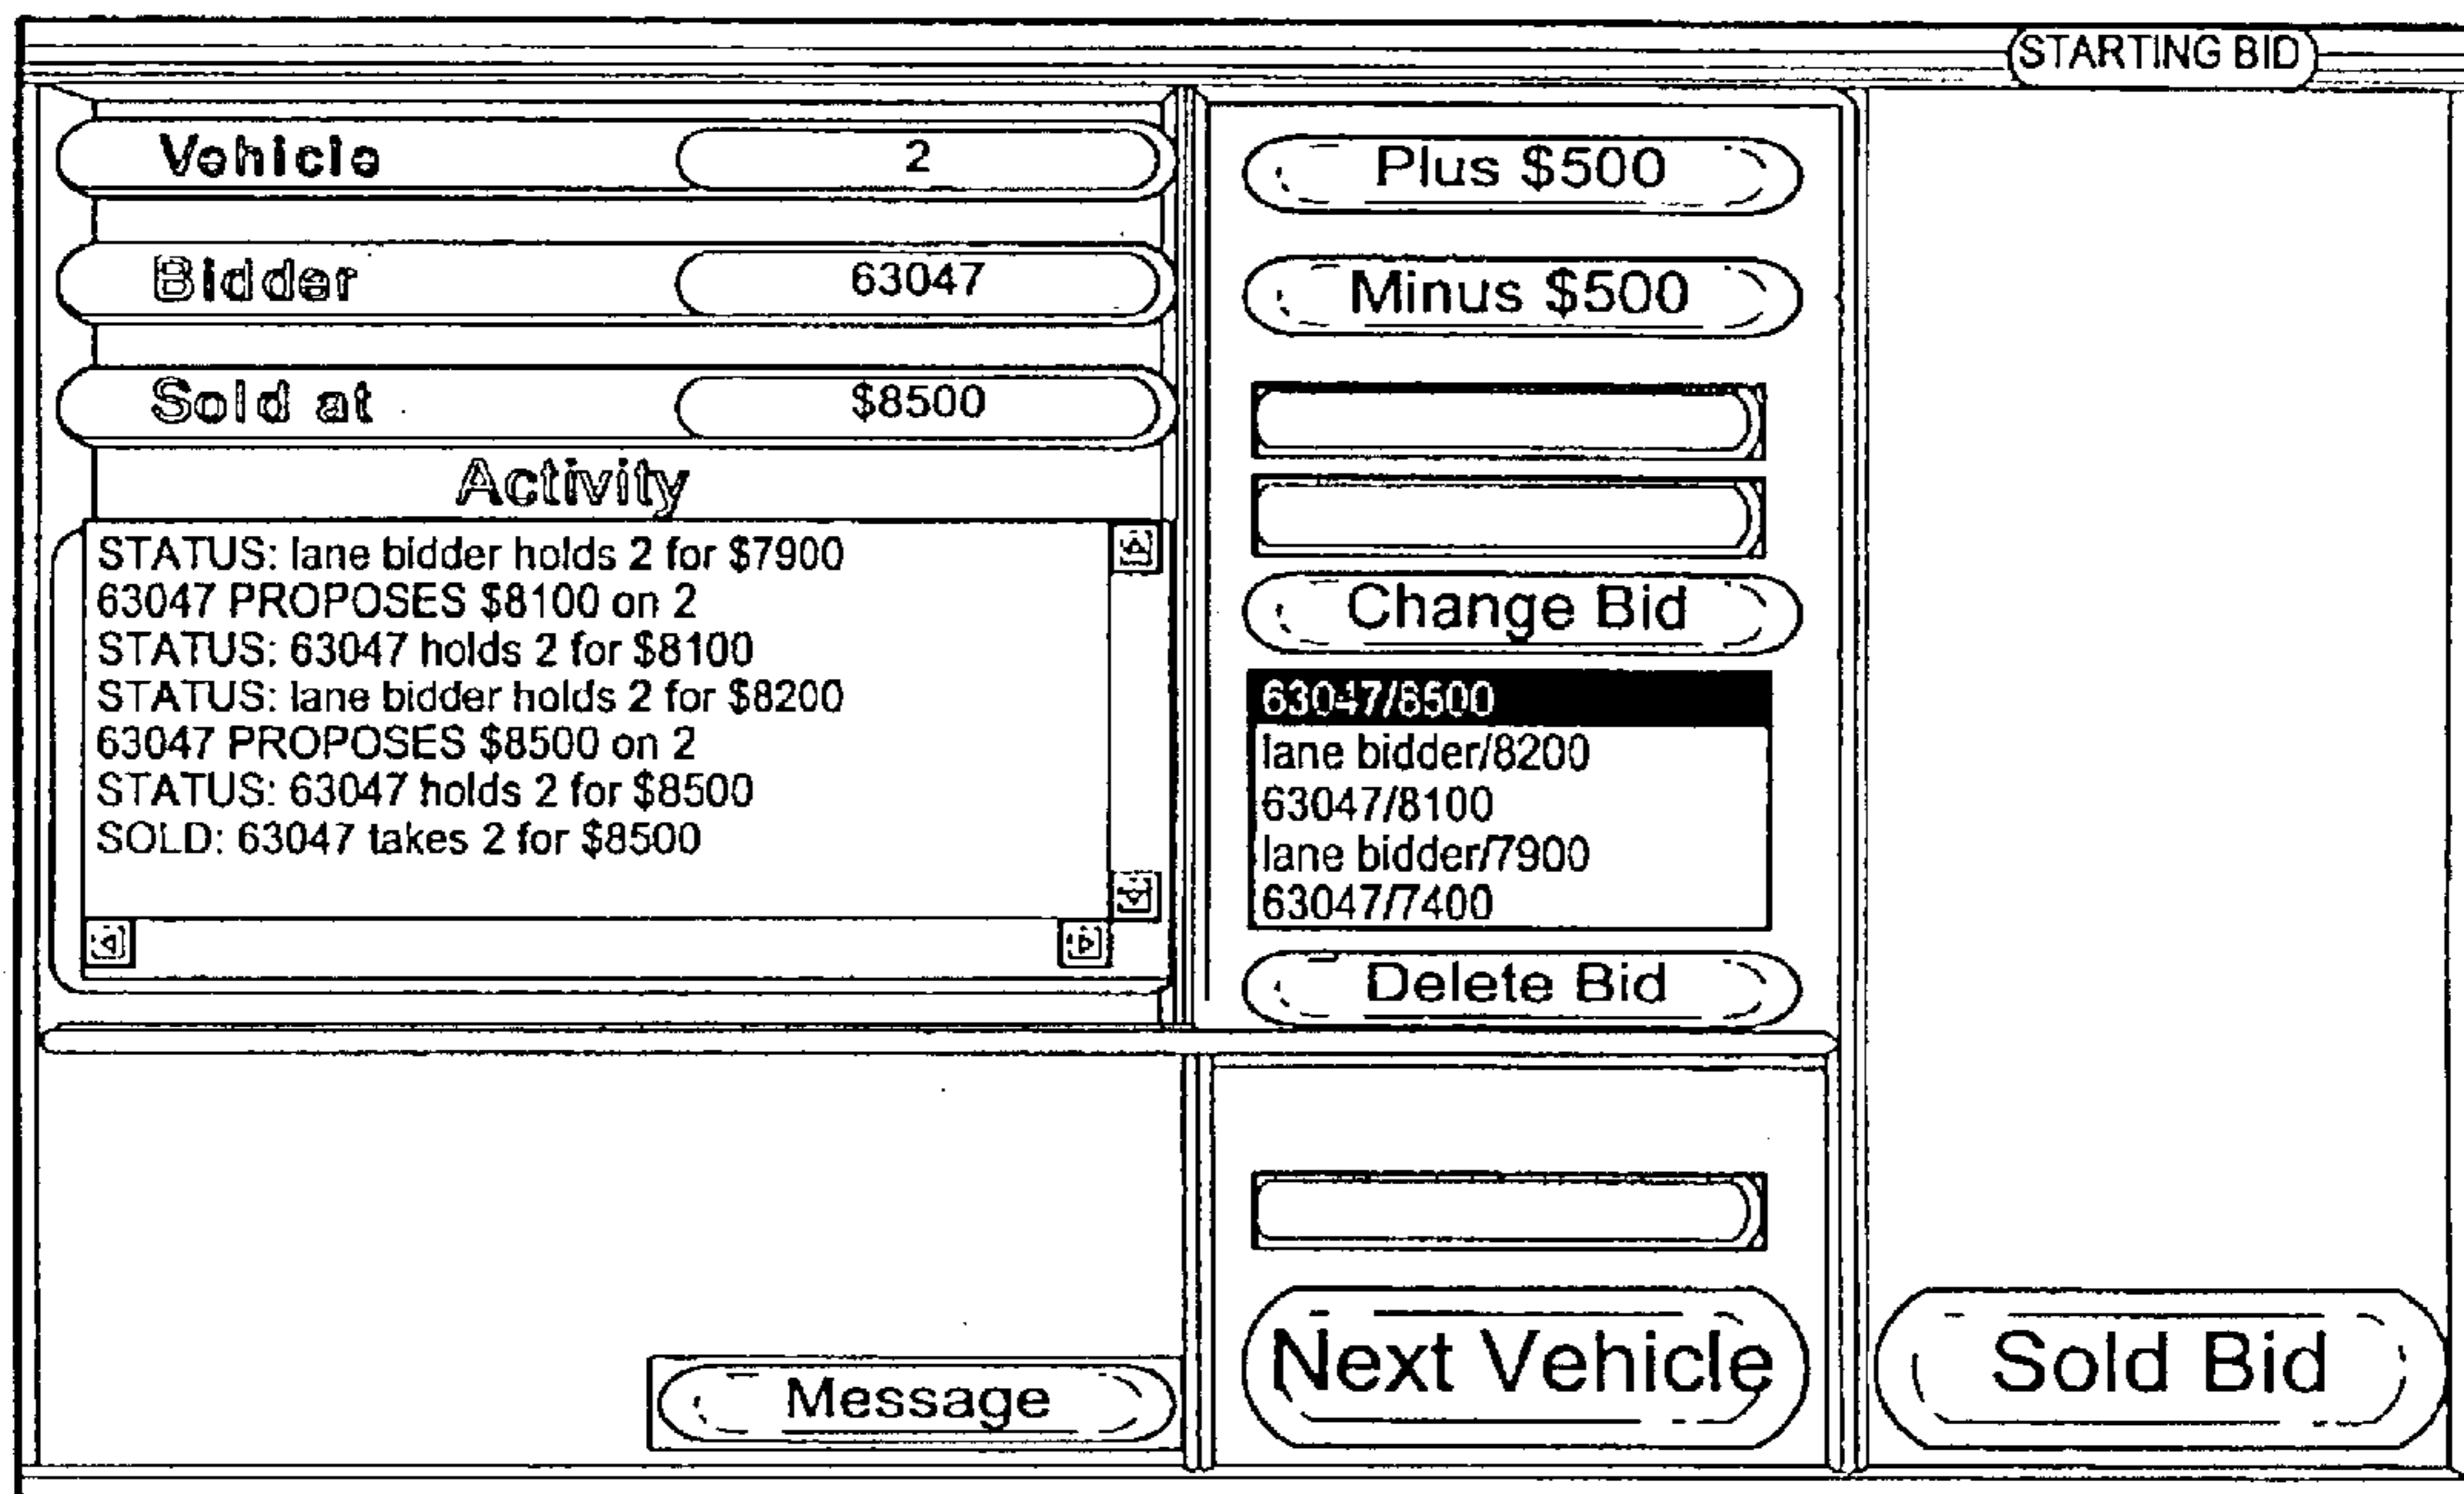 STARTING BID
Vehicle 2
Bidder 63047
Sold at $8500
Activity
STATUS: lane bidder holds 2 for $7900
63047 PROPOSES $8100 on 2
STATUS: 63047 holds 2 for $8100
STATUS: lane bidder holds 2 for $8200
63047 PROPOSES $8500 on 2
STATUS: 63047 holds 2 for $8500
SOLD: 63047 takes 2 for $8500
Plus $500
Minus $500
Change Bid
63047/8500
lane bidder/8200
63047/8100
lane bidder/7900
63047/7400
Delete Bid
Message
Next Vehicle
Sold Bid